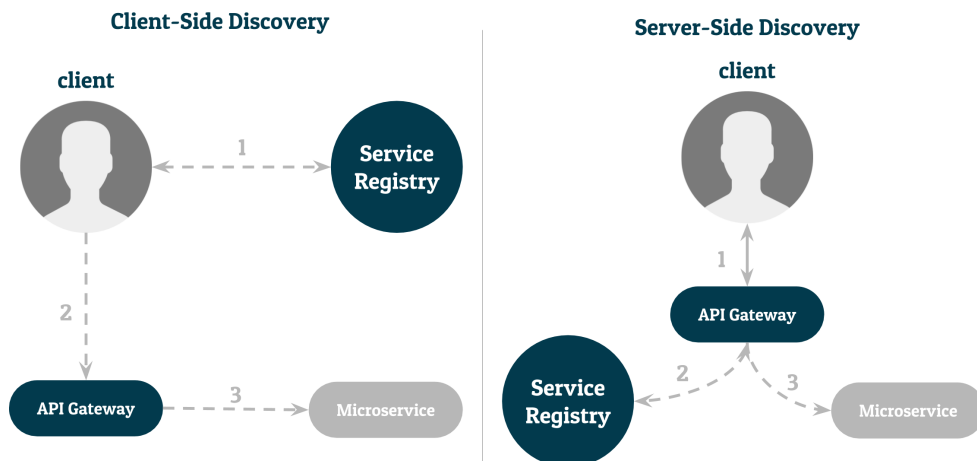 Client-Side Discovery
client
1
Service
Registry
2
API Gateway
3
Microservice
Server-Side Discovery
client
1
API Gateway
2
3
Service
Registry
Microservice